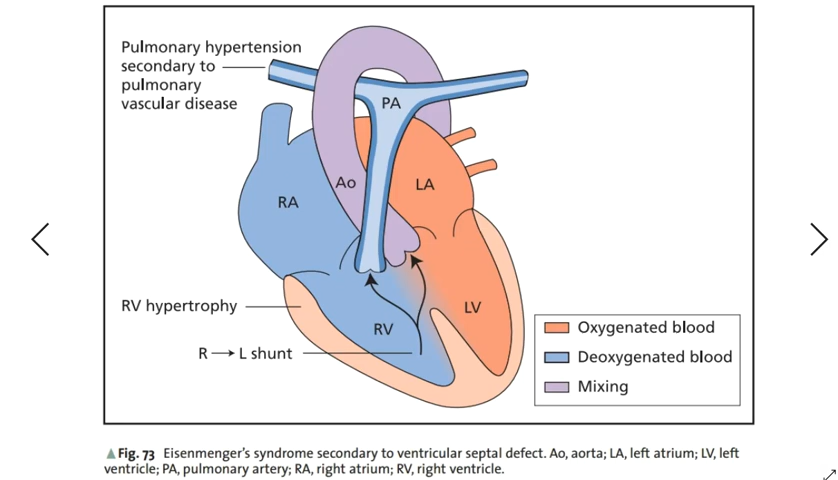 Pulmonary hypertension
secondary to
pulmonary
vascular disease
PA
Ao
LA
RA
RV hypertrophy
LV
RV
R → L shunt
Oxygenated blood
Deoxygenated blood
Mixing
▲ Fig. 73 Eisenmenger's syndrome secondary to ventricular septal defect. Ao, aorta; LA, left atrium; LV, left
ventricle; PA, pulmonary artery; RA, right atrium; RV, right ventricle.